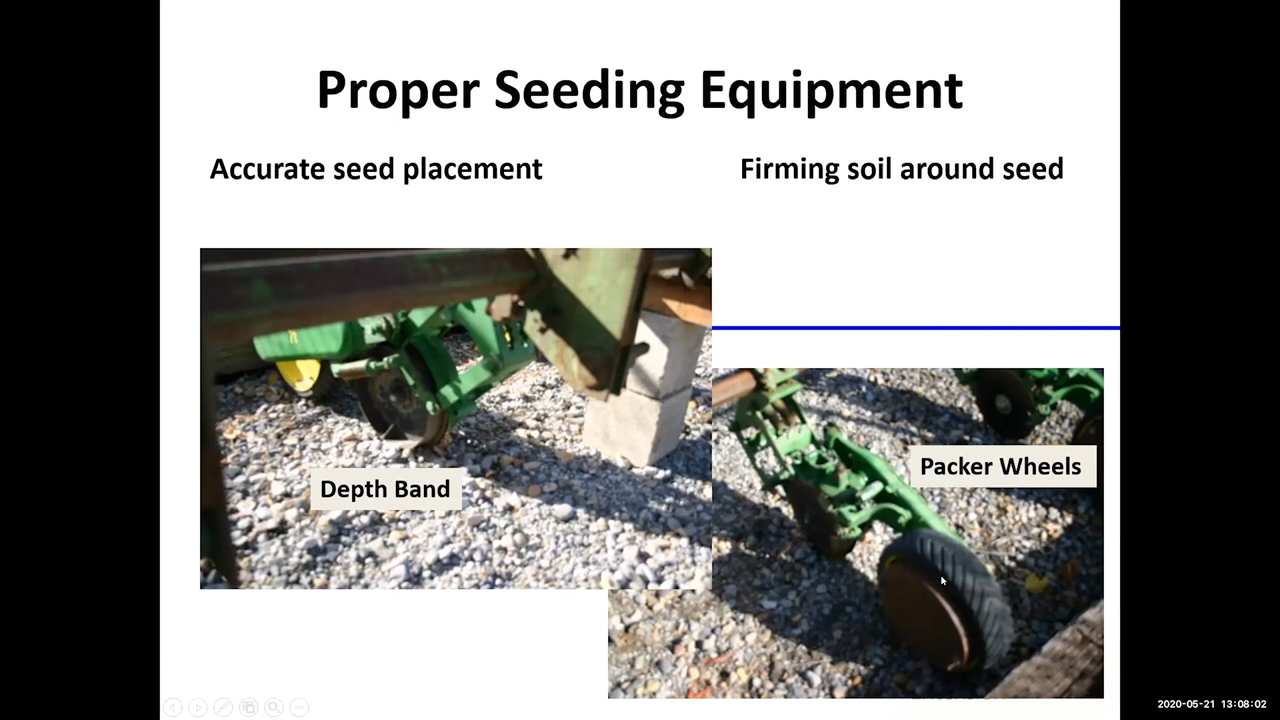 Proper Seeding Equipment
Accurate seed placement
Firming soil around seed
Packer Wheels
Depth Band
2020-05-21 13:08:02